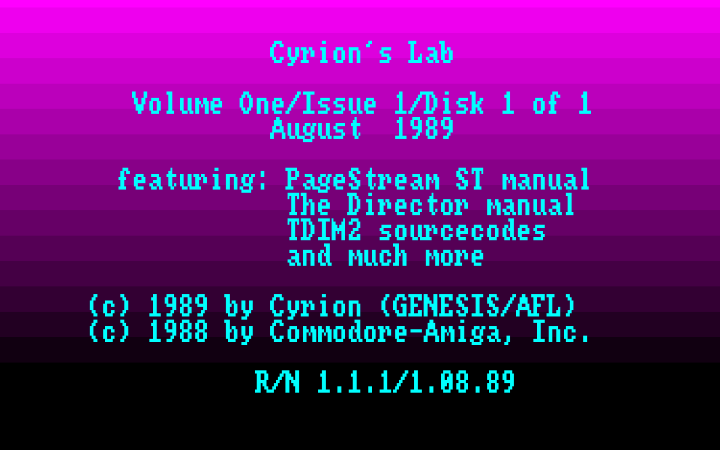 Cyrion's Lab
Volume One/Issue 1/Disk 1 of 1
August 1989
featuring: PageStream ST manual
The Director manual
TDIM2 sourcecodes
and much more
(c) 1989 by Cyrion (GENESIS/AFL)
(c) 1988 by Commodore-Amiga, Inc.
R/N 1.1.1/1.08.89